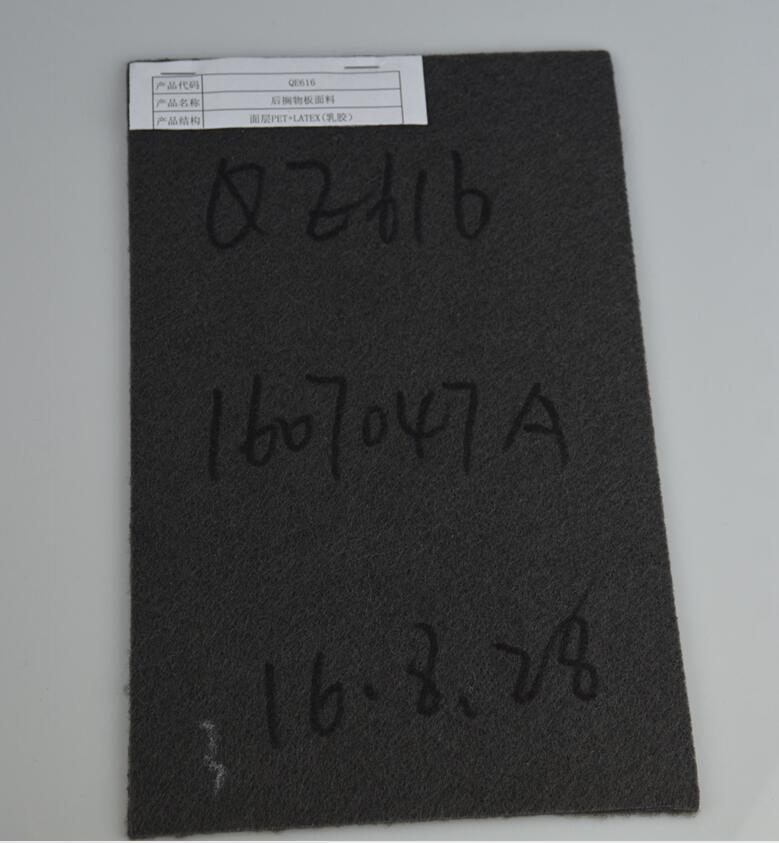 产品代码 QE616
产品名称 后搁物板面料
产品结构 面层PET+LATEX(乳胶)
QZ616
1607047A
16.8.28